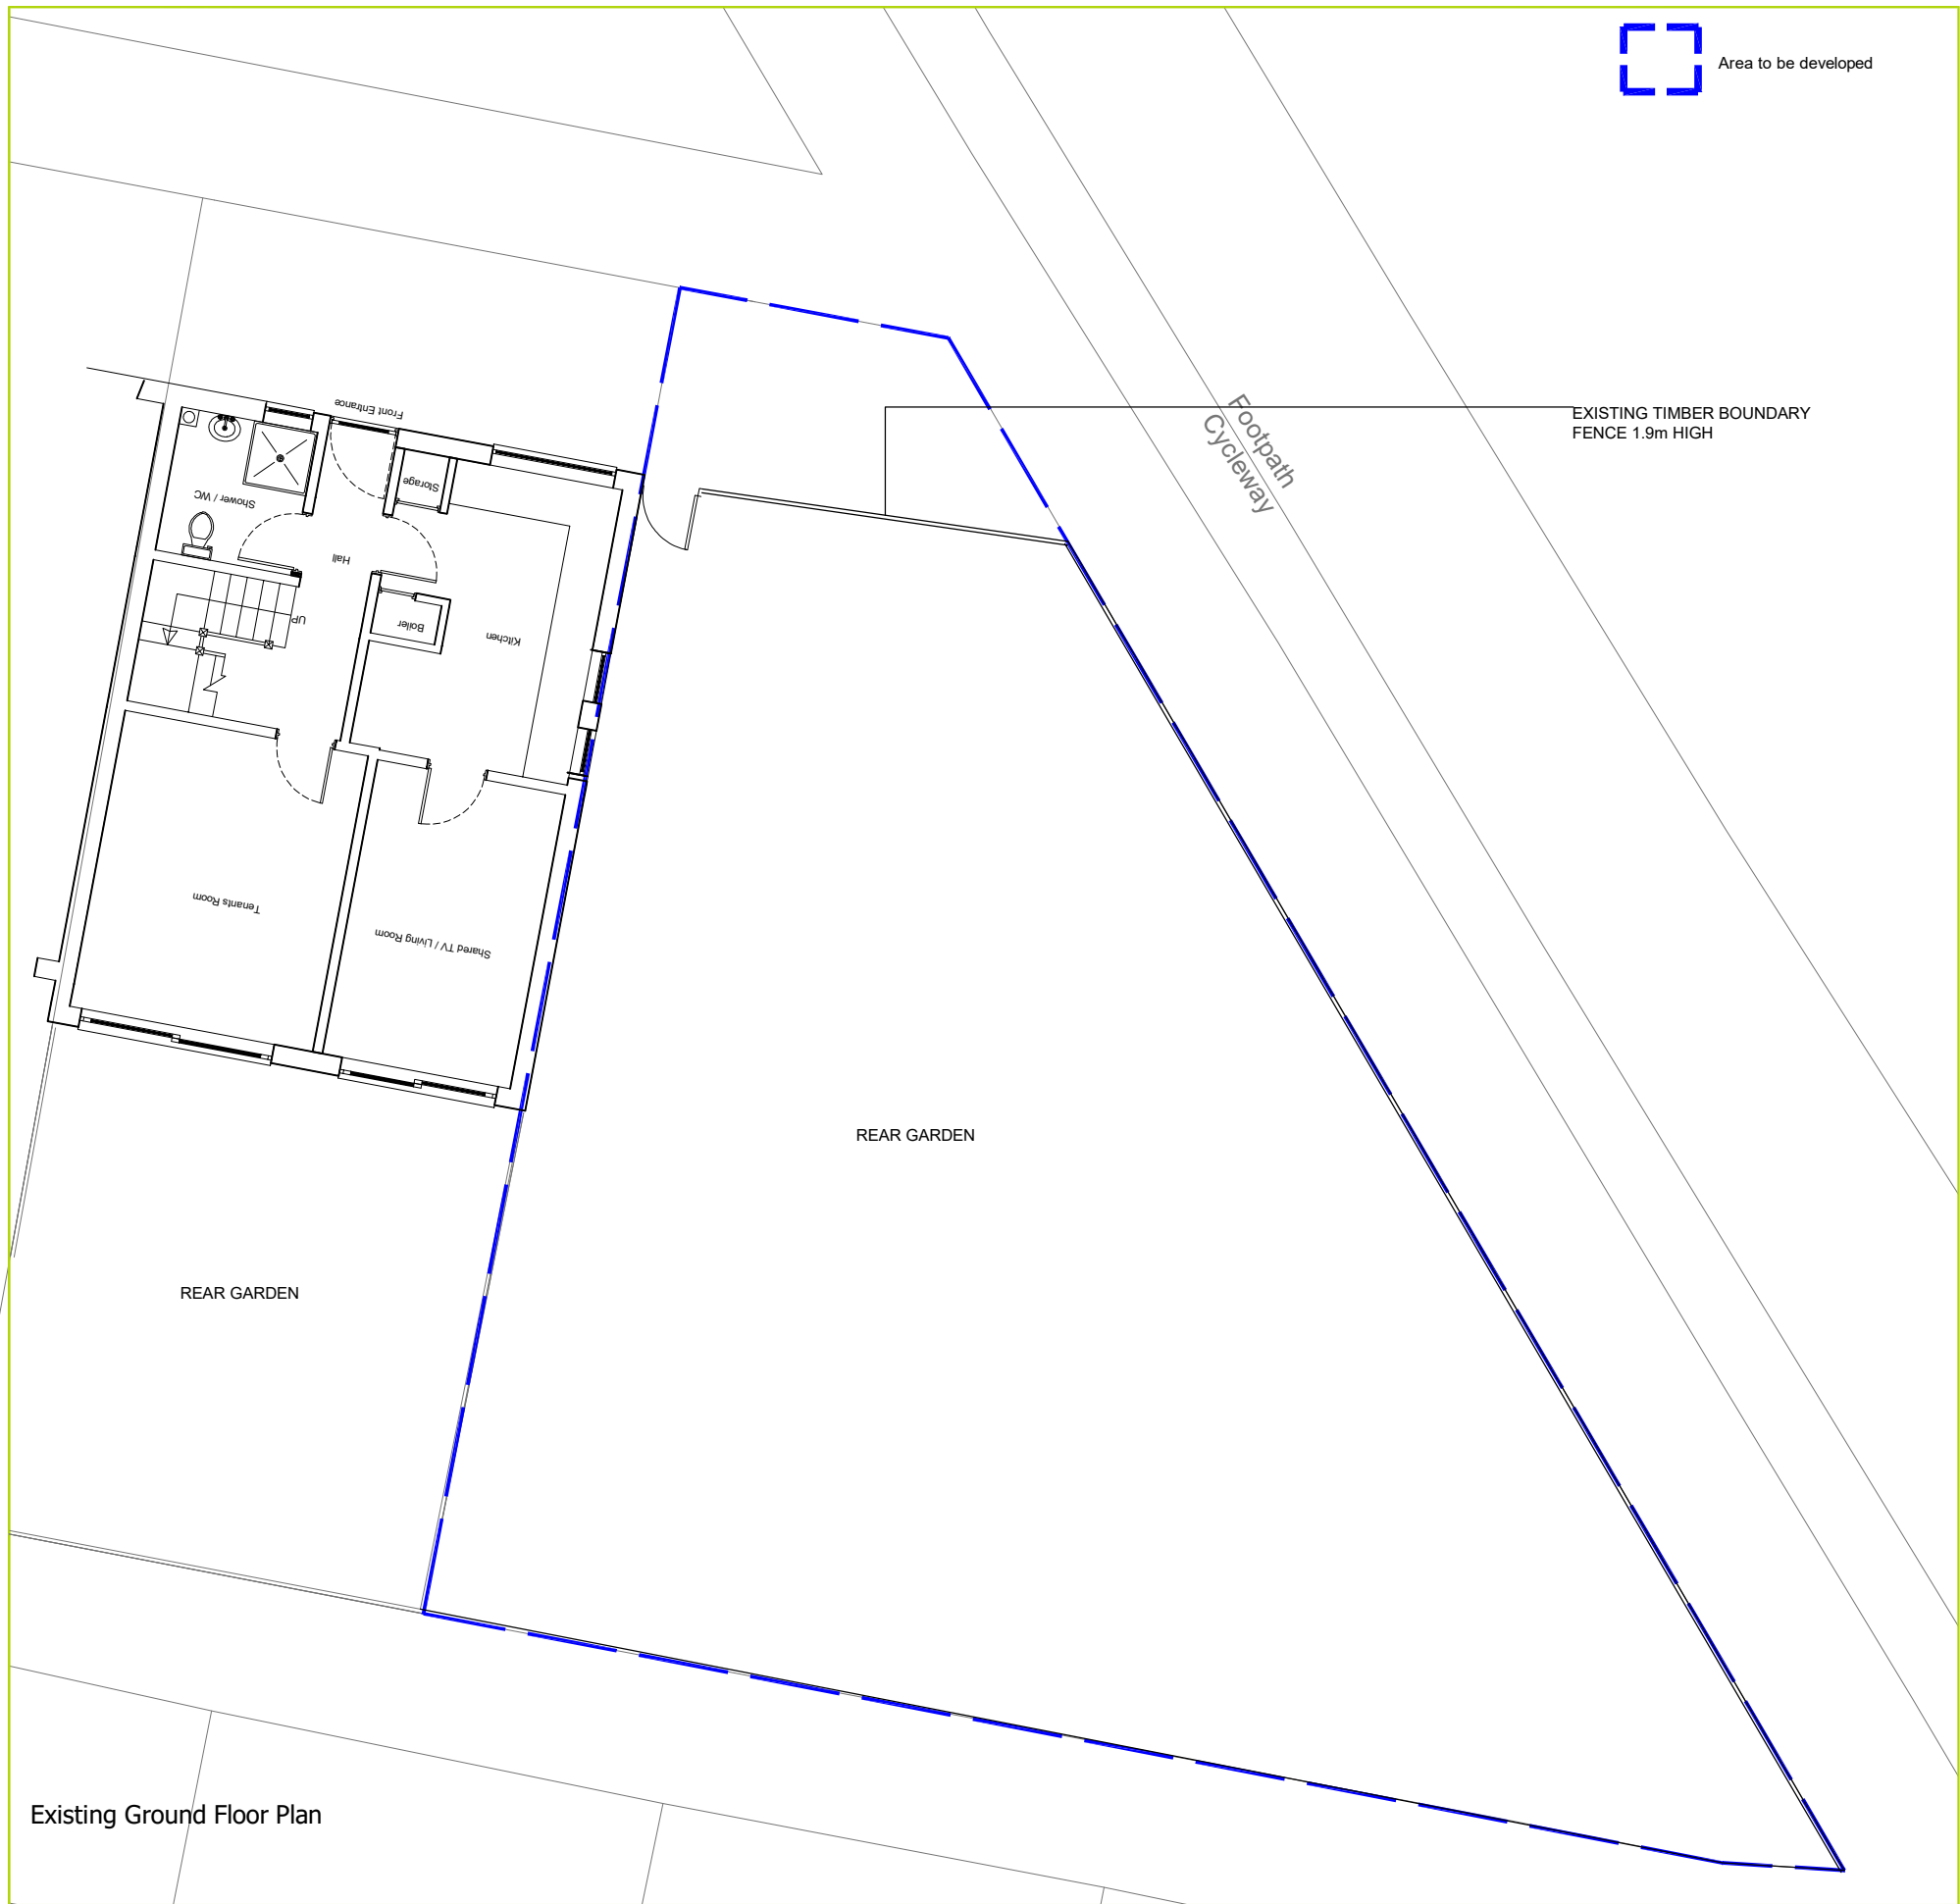 Area to be developed
Footpath
Cycleway
EXISTING TIMBER BOUNDARY
FENCE 1.9m HIGH
Front Entrance
Storage
Shower / WC
Hall
UP
Boiler
Kitchen
Tenants Room
Shared TV / Living Room
REAR GARDEN
REAR GARDEN
Existing Ground Floor Plan